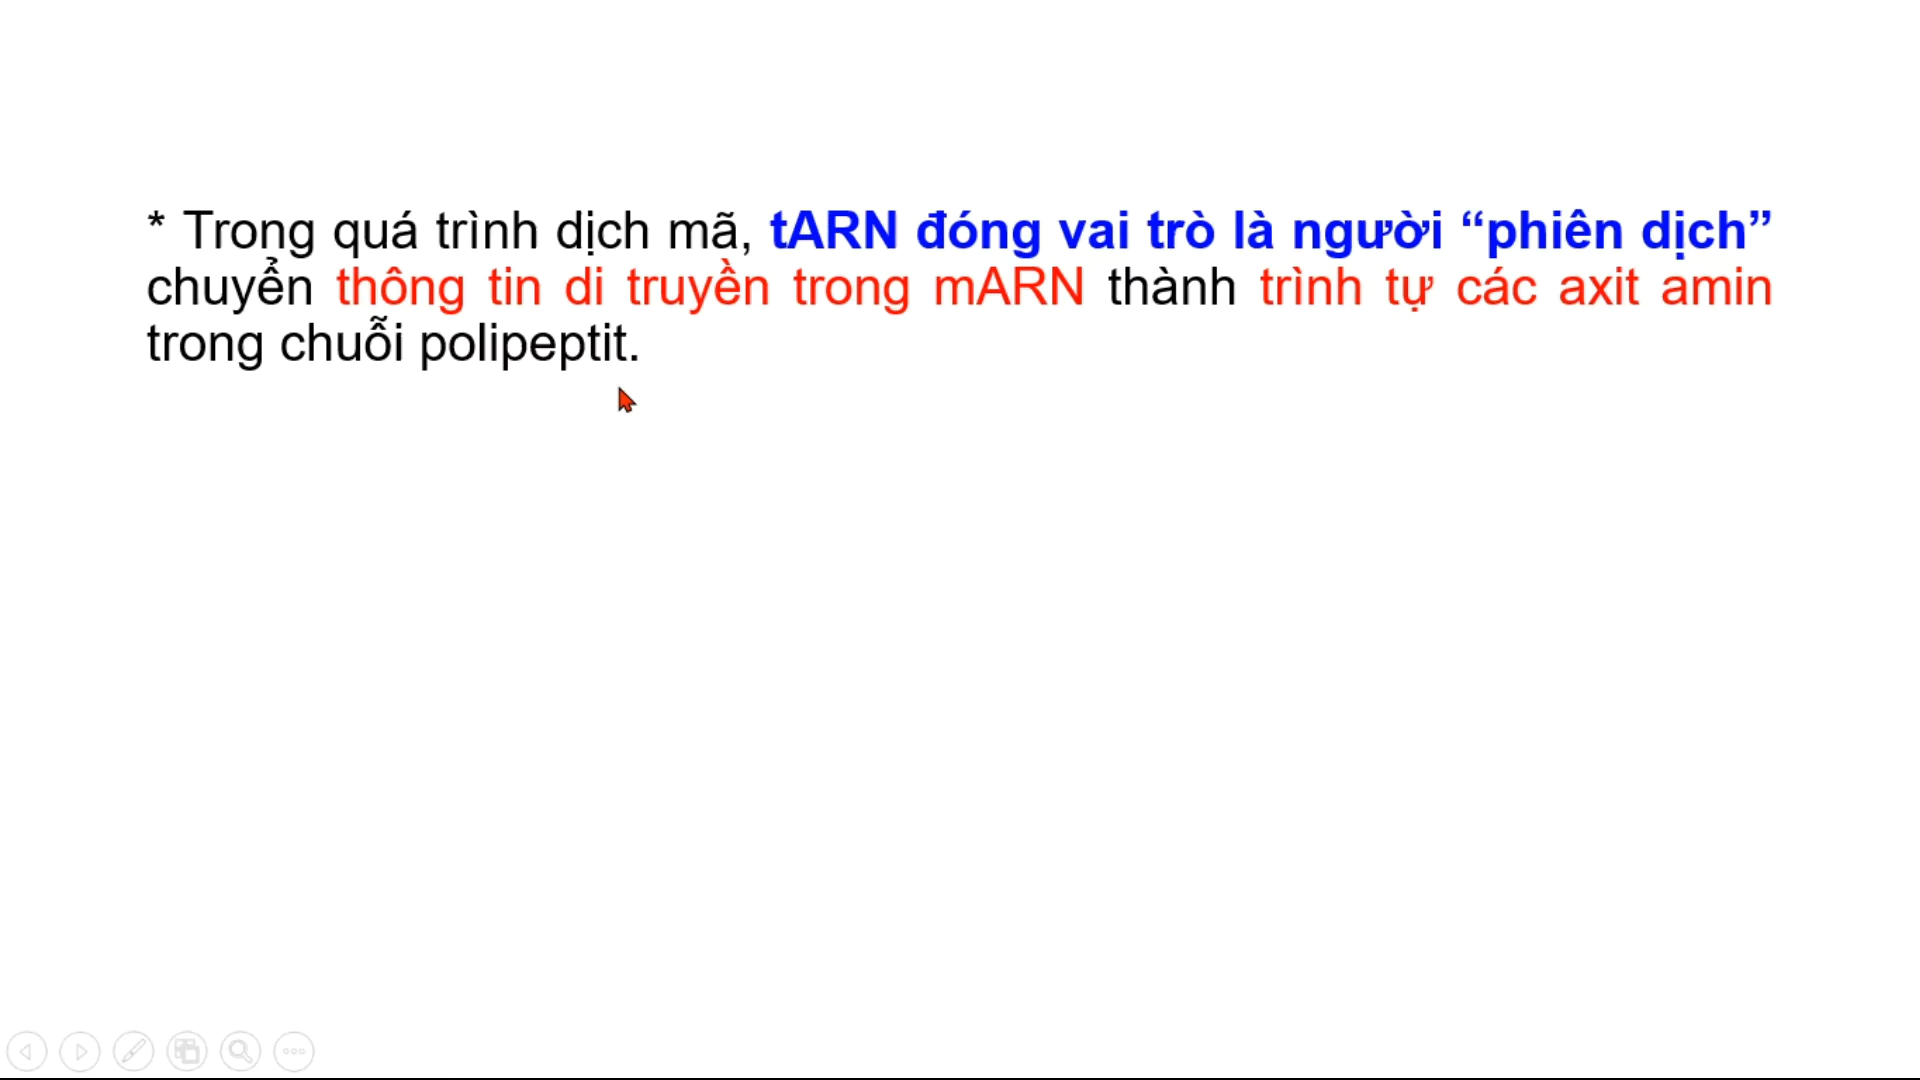 * Trong quá trình dịch mã, tARN đóng vai trò là người “phiên dịch”
chuyển thông tin di truyền trong mARN thành trình tự các axit amin
trong chuỗi polipeptit.